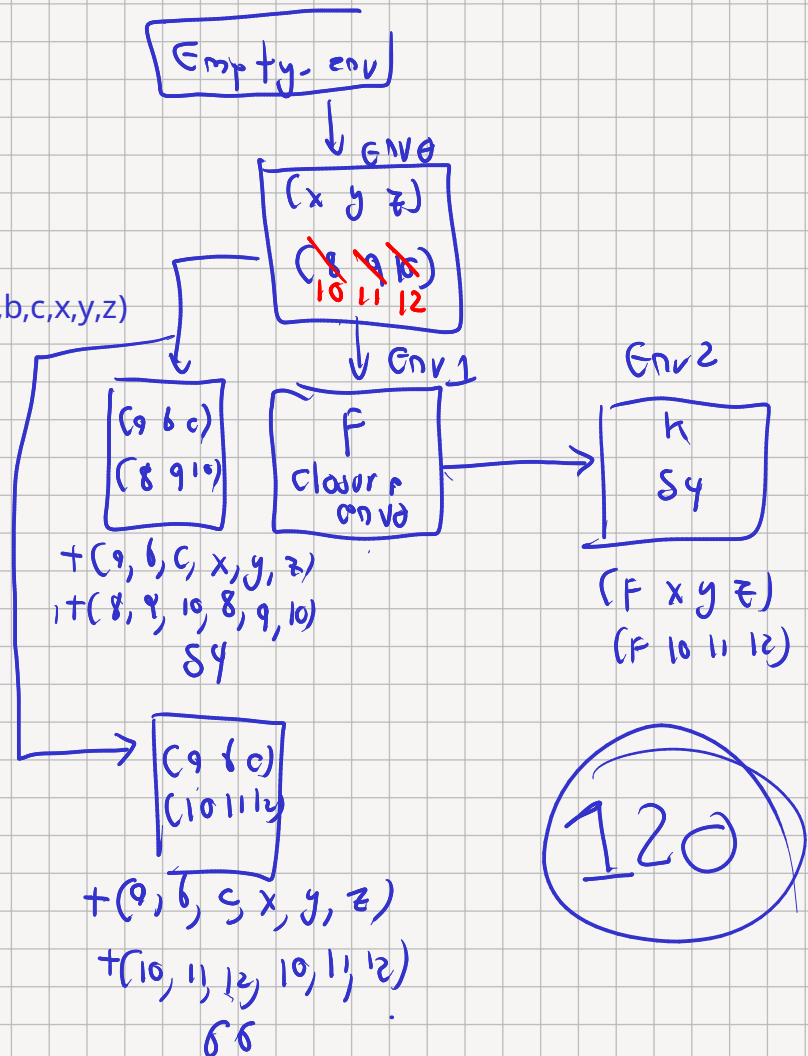 Empty-env
Env0
(x y z)
(8 9 10)
10 11 12
,b,c,x,y,z)
Env1
Env2
(a b c)
(8 9 10)
F
closure
env0
K
54
+(a, b, c, x, y, z)
+(8, 9, 10, 8, 9, 10)
54
(F x y z)
(F 10 11 12)
(a b c)
(10 11 12)
120
+(a, b, c, x, y, z)
+(10, 11, 12, 10, 11, 12)
66